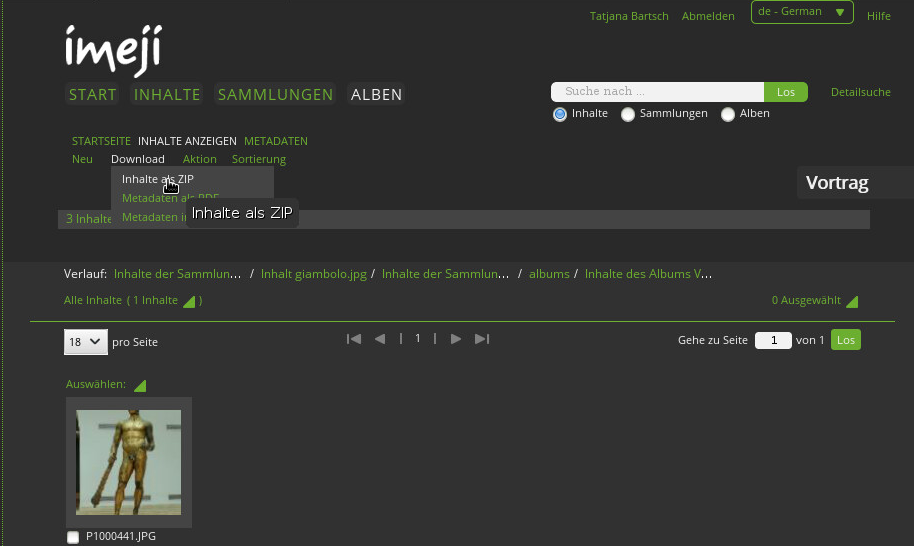 Tatjana Bartsch Abmelden de - German Hilfe
imeji
START INHALTE SAMMLUNGEN ALBEN
Suche nach ... Los Detailsuche
Inhalte Sammlungen Alben
STARTSEITE INHALTE ANZEIGEN METADATEN
Neu Download Aktion Sortierung
Inhalte als ZIP
Vortrag
Metadaten als PDF
Inhalte als ZIP
3 Inhalte
Metadaten
Verlauf: Inhalte der Sammlun... / Inhalt giambolo.jpg / Inhalte der Sammlun... / albums / Inhalte des Albums V...
Alle Inhalte ( 1 Inhalte ) 0 Ausgewählt
18 pro Seite | 1 | Gehe zu Seite 1 von 1 Los
Auswählen:
P1000441.JPG